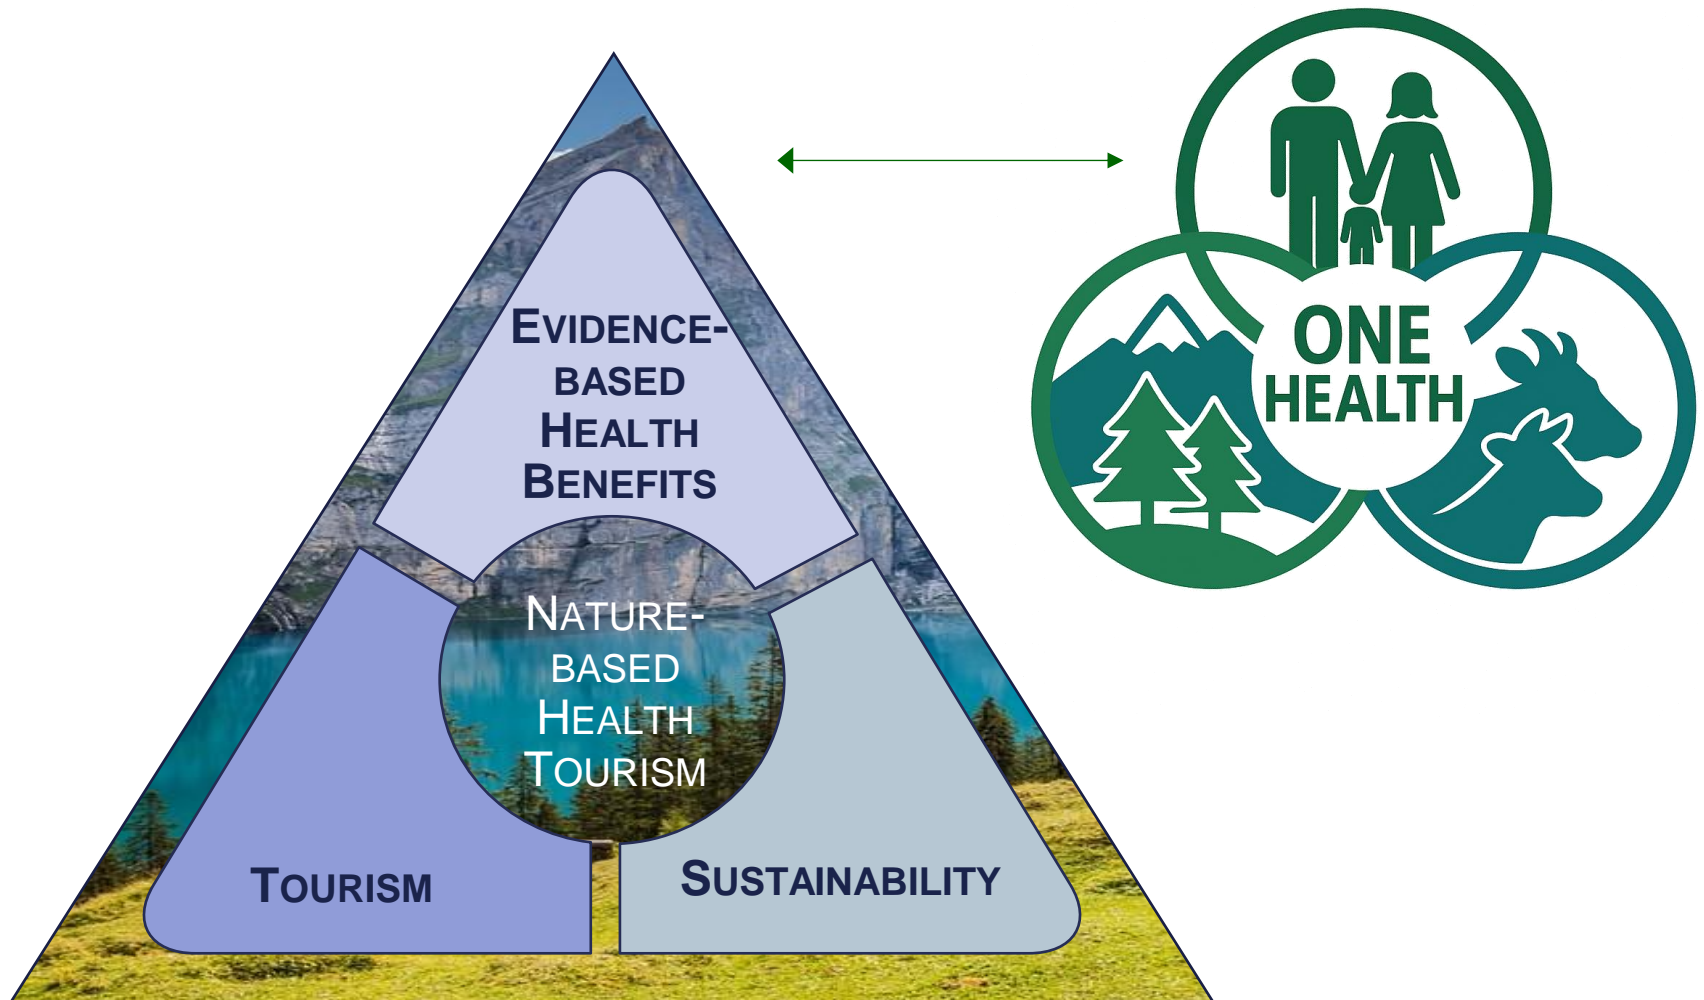 EVIDENCE-
BASED
HEALTH
BENEFITS
NATURE-
BASED
HEALTH
TOURISM
TOURISM
SUSTAINABILITY
ONE
HEALTH